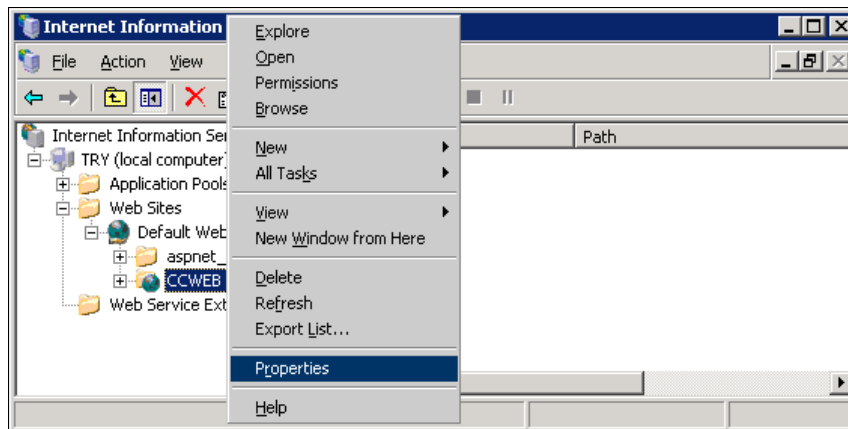 Internet Information
File Action View
Explore
Open
Permissions
Browse
New
All Tasks
View
New Window from Here
Delete
Refresh
Export List...
Properties
Help
Path
Internet Information Ser
TRY (local computer)
Application Pools
Web Sites
Default Web
aspnet_
CCWEB
Web Service Ext